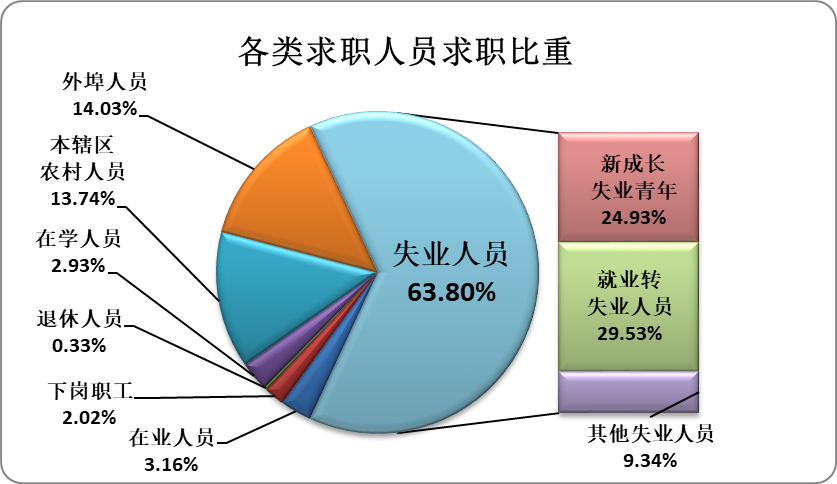 各类求职人员求职比重
外埠人员
14.03%
本辖区
农村人员
13.74%
在学人员
2.93%
退休人员
0.33%
下岗职工
2.02%
在业人员
3.16%
失业人员
63.80%
新成长
失业青年
24.93%
就业转
失业人员
29.53%
其他失业人员
9.34%